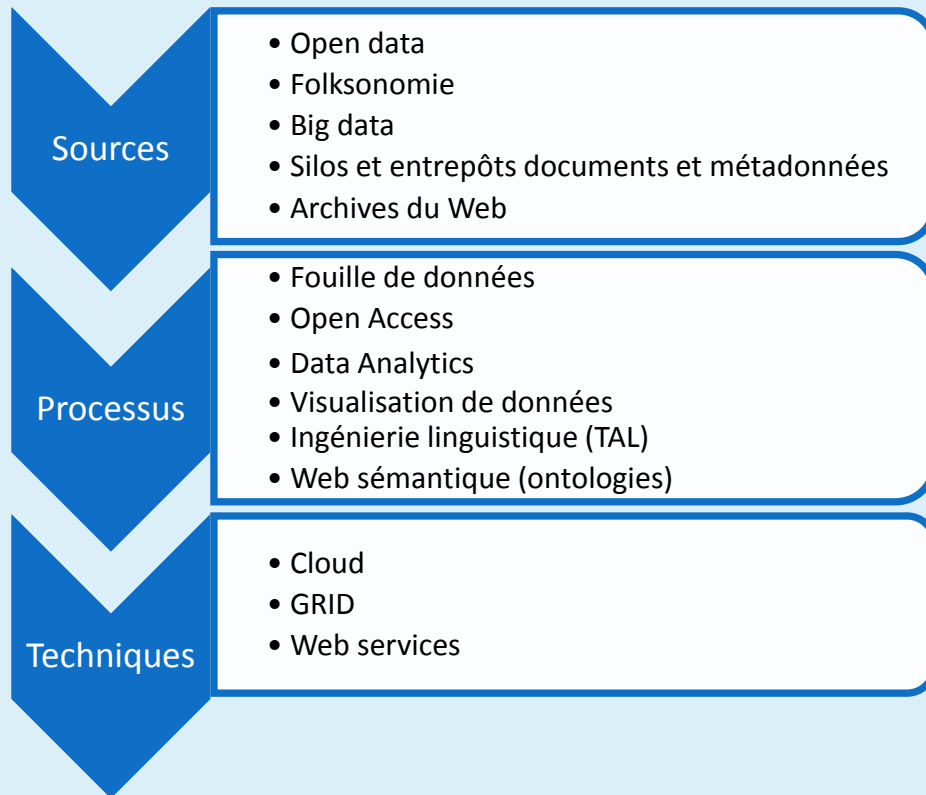 Sources
• Open data
• Folksonomie
• Big data
• Silos et entrepôts documents et métadonnées
• Archives du Web
Processus
• Fouille de données
• Open Access
• Data Analytics
• Visualisation de données
• Ingénierie linguistique (TAL)
• Web sémantique (ontologies)
Techniques
• Cloud
• GRID
• Web services